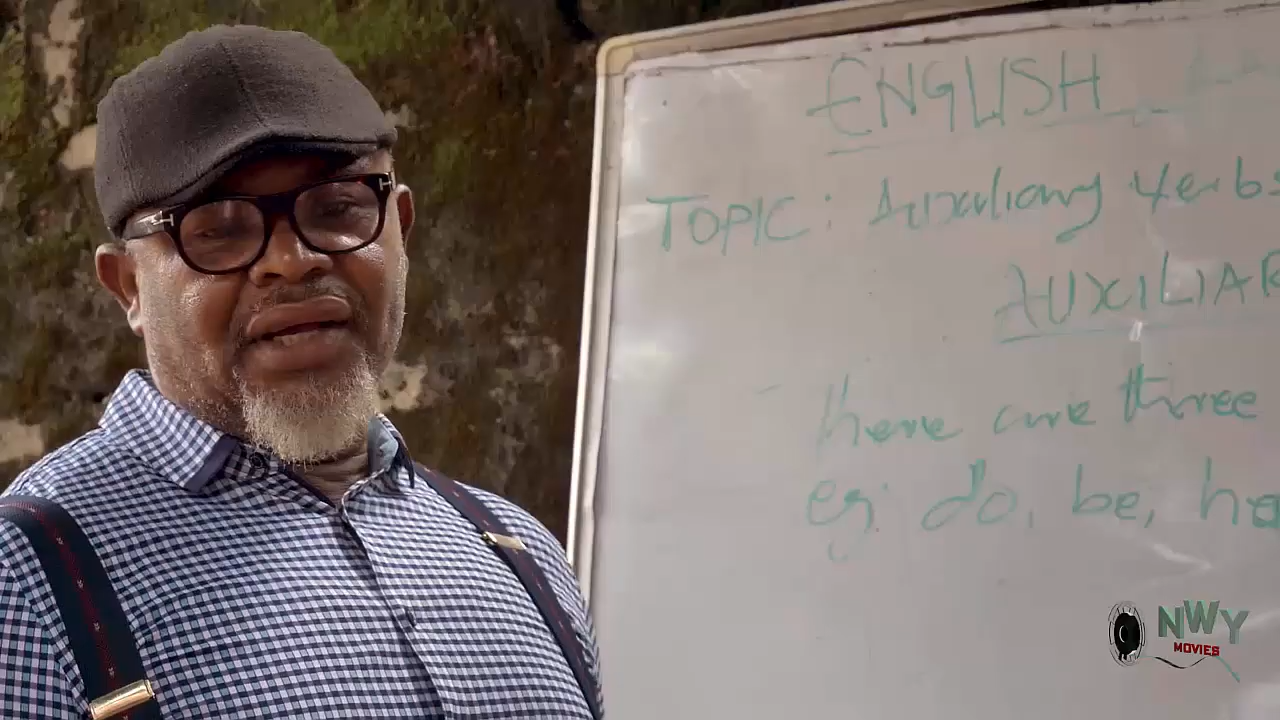 ENGLISH
TOPIC: Auxiliary Verbs
AUXILIAR
- there are three
eg: do, be, ha
NWY
MOVIES